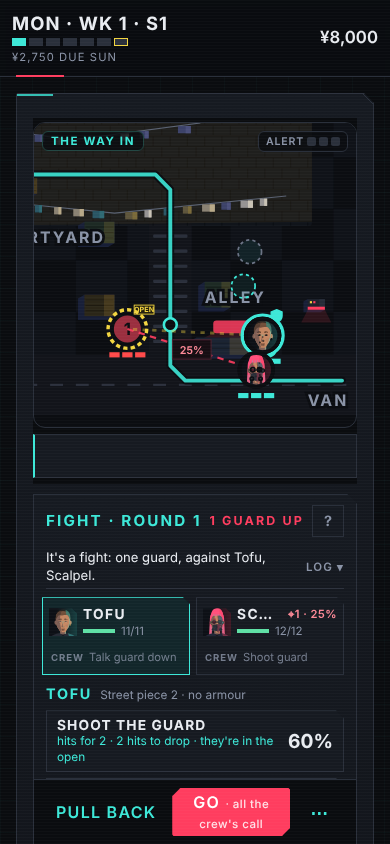 MON · WK 1 · S1
¥8,000
¥2,750 DUE SUN
THE WAY IN
ALERT
RTYARD
ALLEY
OPEN
25%
VAN
FIGHT · ROUND 1
1 GUARD UP
?
It's a fight: one guard, against Tofu,
Scalpel.
LOG ▾
TOFU
11/11
CREW Talk guard down
SC... ⌖1 · 25%
12/12
CREW Shoot guard
TOFU Street piece 2 · no armour
SHOOT THE GUARD
hits for 2 · 2 hits to drop · they're in the
open
60%
PULL BACK
GO · all the
crew's call
...